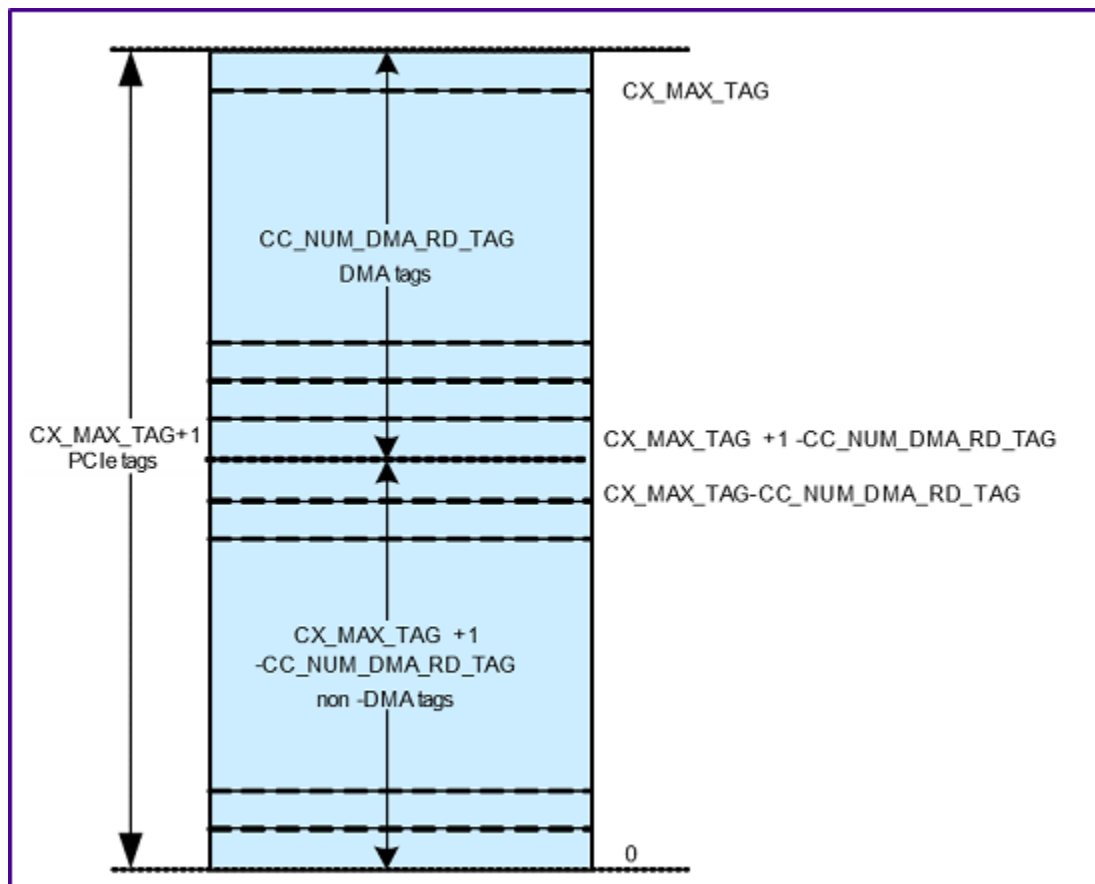 CX_MAX_TAG
CC_NUM_DMA_RD_TAG
DMA tags
CX_MAX_TAG+1
PCIe tags
CX_MAX_TAG +1 -CC_NUM_DMA_RD_TAG
CX_MAX_TAG-CC_NUM_DMA_RD_TAG
CX_MAX_TAG +1
-CC_NUM_DMA_RD_TAG
non -DMA tags
0